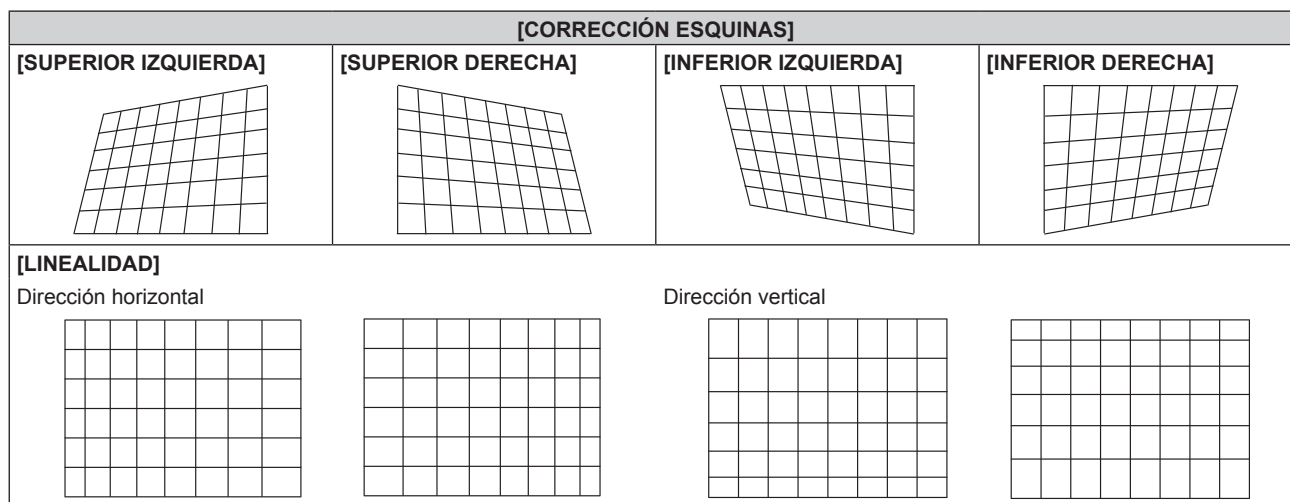 [CORRECCIÓN ESQUINAS]
[SUPERIOR IZQUIERDA]
[SUPERIOR DERECHA]
[INFERIOR IZQUIERDA]
[INFERIOR DERECHA]
[LINEALIDAD]
Dirección horizontal
Dirección vertical